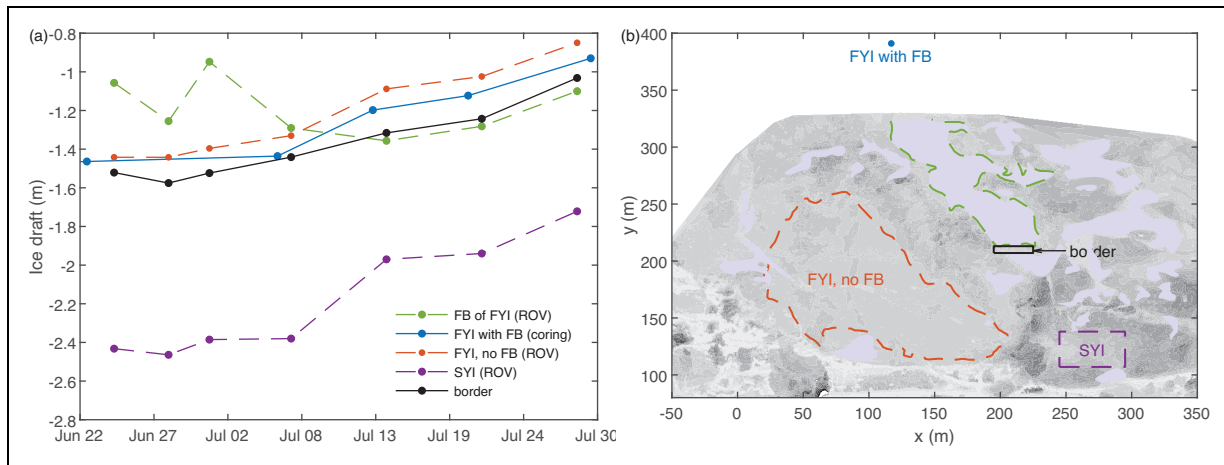 (a)
-0.8
-1
-1.2
-1.4
-1.6
-1.8
-2
-2.2
-2.4
-2.6
-2.8
Ice draft (m)
FB of FYI (ROV)
FYI with FB (coring)
FYI, no FB (ROV)
SYI (ROV)
border
Jun 22 Jun 27 Jul 02 Jul 08 Jul 13 Jul 19 Jul 24 Jul 30
(b)
400
350
300
250
200
150
100
y (m)
FYI with FB
border
FYI, no FB
SYI
-50 0 50 100 150 200 250 300 350
x (m)